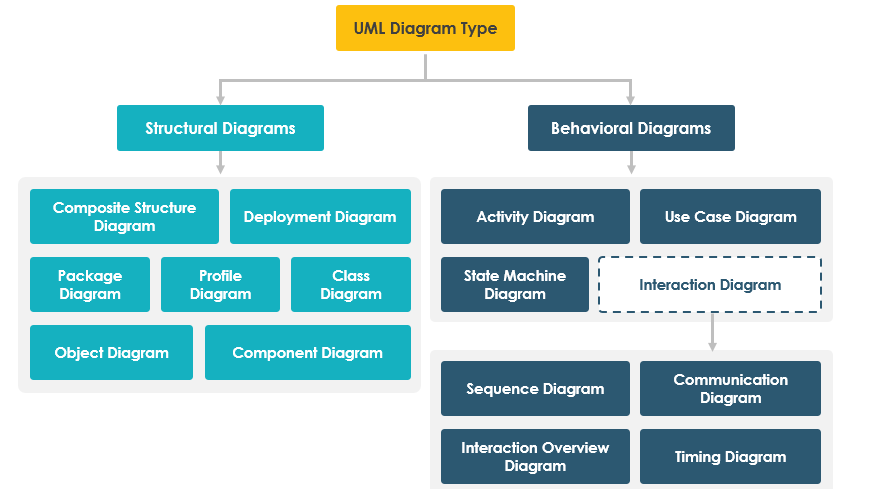 UML Diagram Type
Structural Diagrams
Behavioral Diagrams
Composite Structure
Diagram
Deployment Diagram
Package
Diagram
Profile
Diagram
Class
Diagram
Object Diagram
Component Diagram
Activity Diagram
Use Case Diagram
State Machine
Diagram
Interaction Diagram
Sequence Diagram
Communication
Diagram
Interaction Overview
Diagram
Timing Diagram